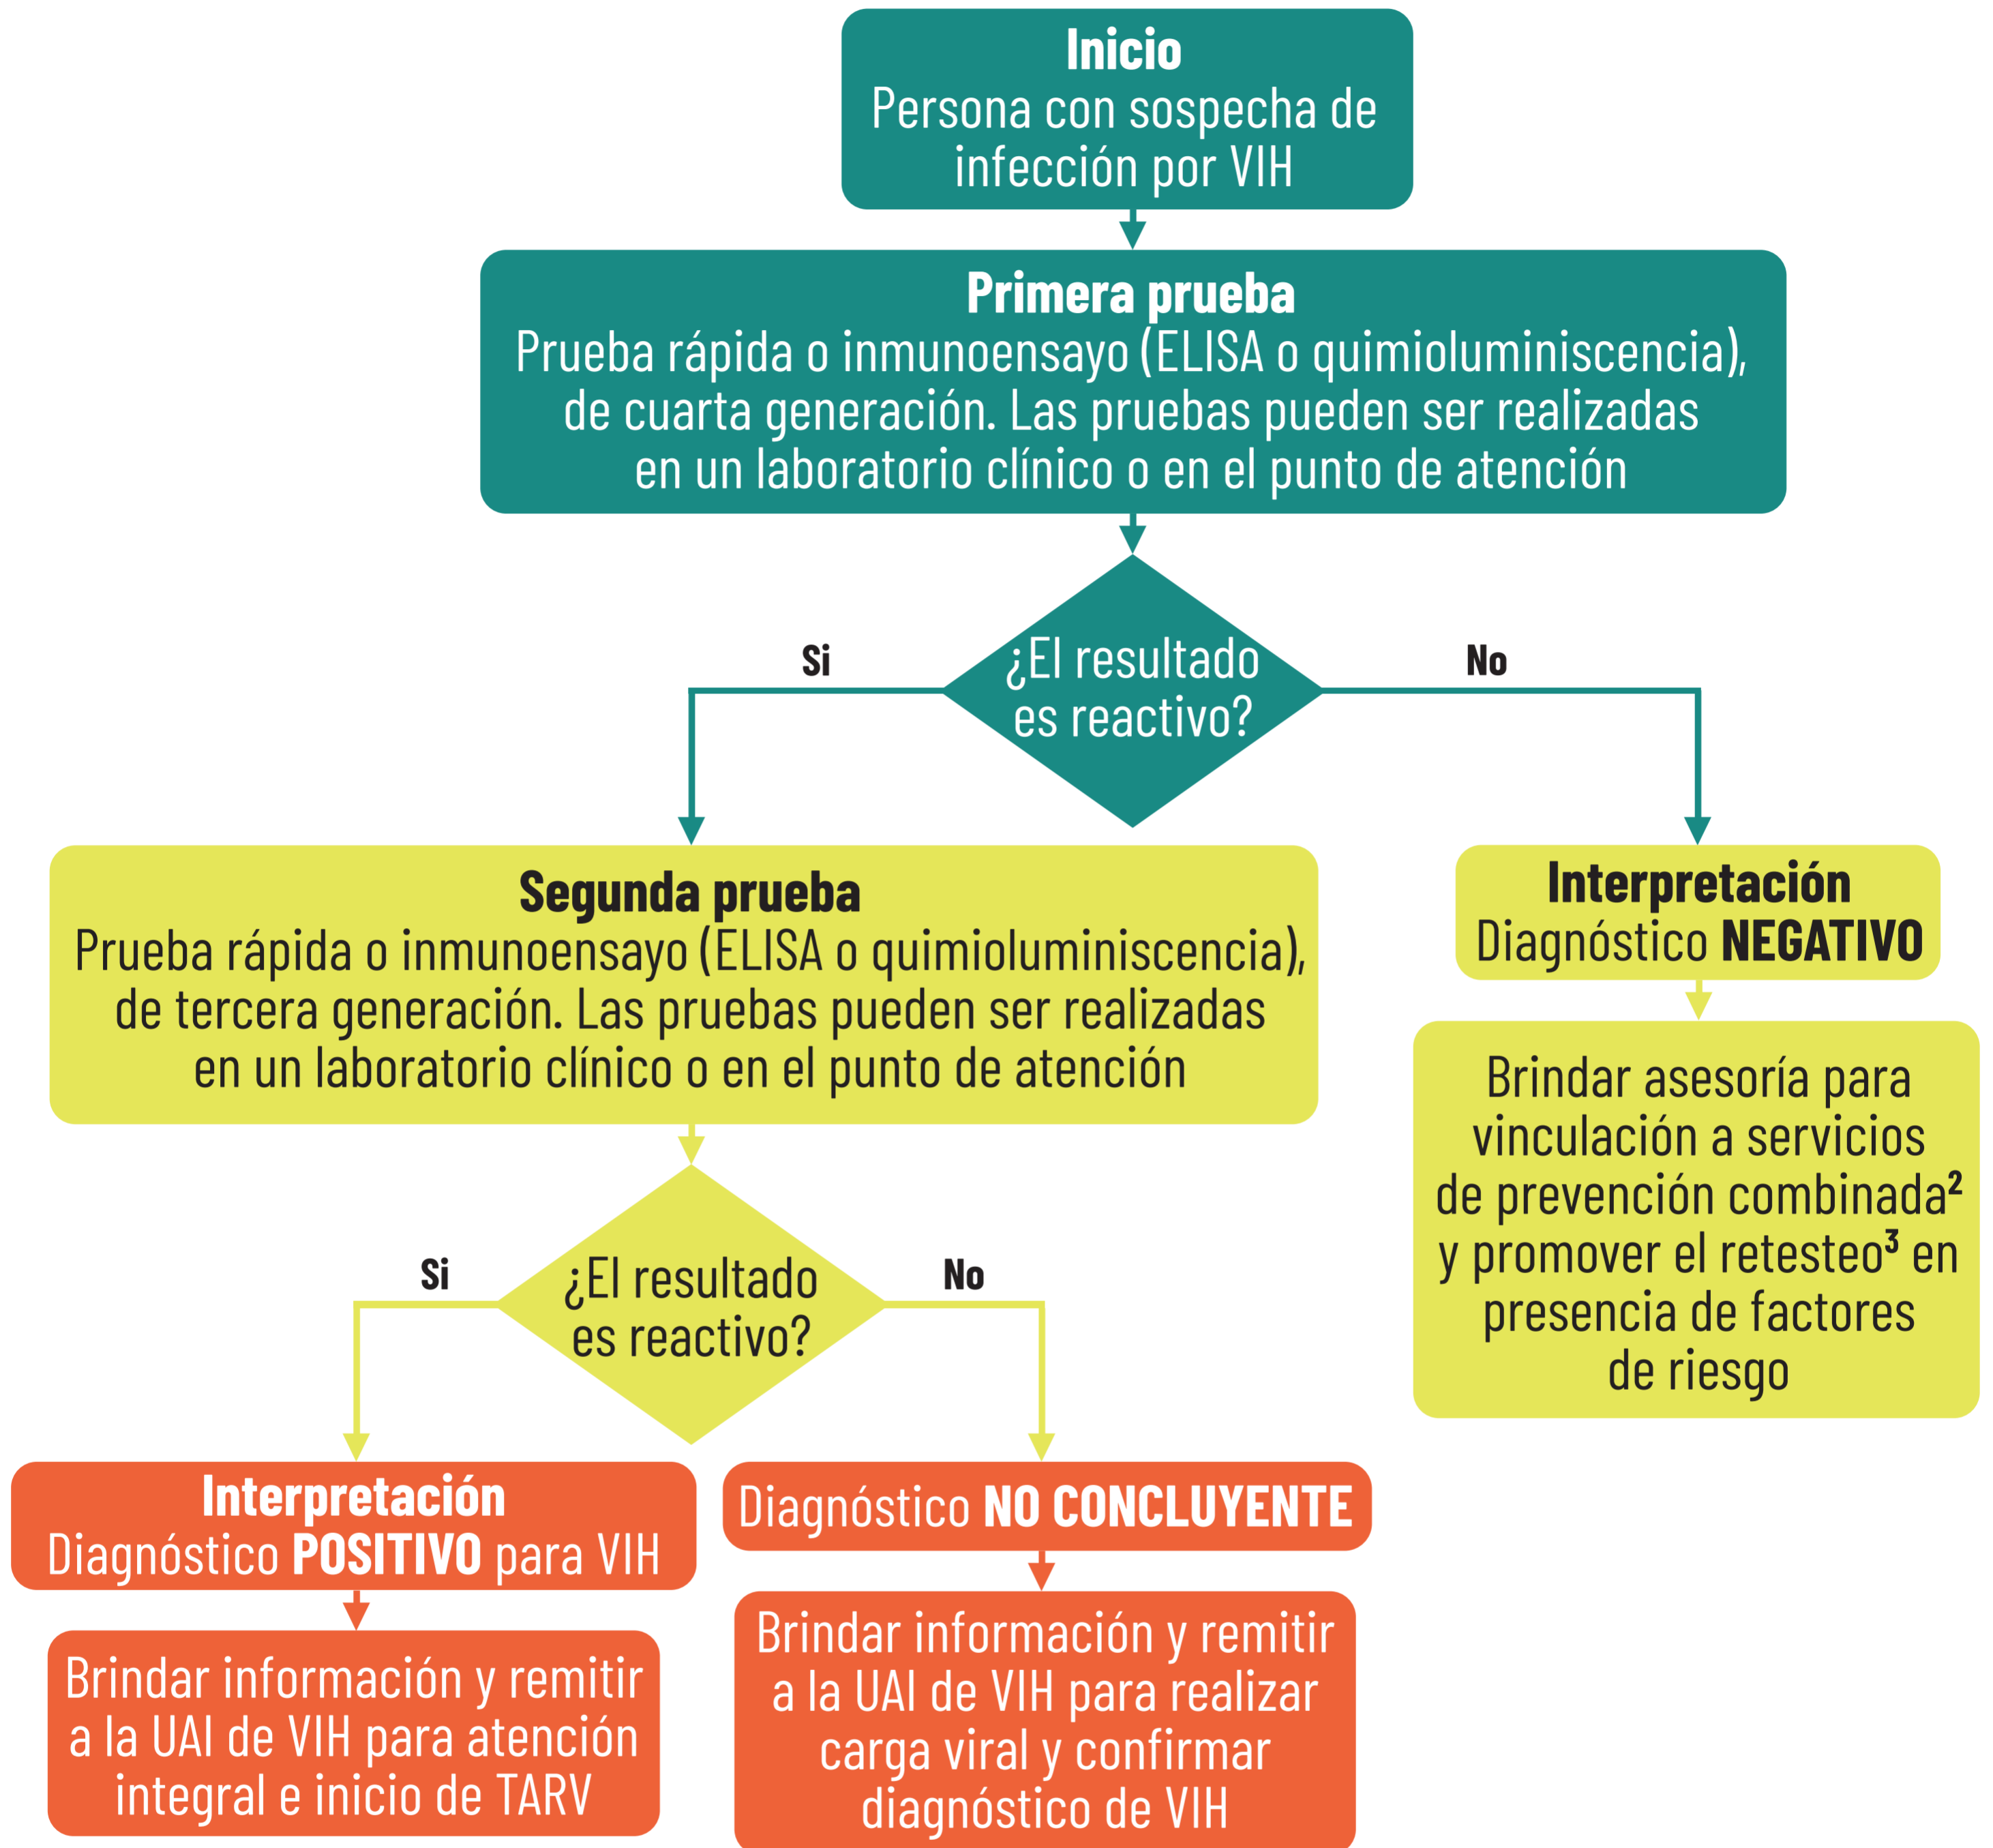 Inicio
Persona con sospecha de
infección por VIH
Primera prueba
Prueba rápida o inmunoensayo (ELISA o quimioluminiscencia),
de cuarta generación. Las pruebas pueden ser realizadas
en un laboratorio clínico o en el punto de atención
¿El resultado
es reactivo?
Si
No
Segunda prueba
Prueba rápida o inmunoensayo (ELISA o quimioluminiscencia),
de tercera generación. Las pruebas pueden ser realizadas
en un laboratorio clínico o en el punto de atención
Interpretación
Diagnóstico NEGATIVO
Brindar asesoría para
vinculación a servicios
de prevención combinada²
y promover el retesteo³ en
presencia de factores
de riesgo
¿El resultado
es reactivo?
Si
No
Interpretación
Diagnóstico POSITIVO para VIH
Brindar información y remitir
a la UAI de VIH para atención
integral e inicio de TARV
Diagnóstico NO CONCLUYENTE
Brindar información y remitir
a la UAI de VIH para realizar
carga viral y confirmar
diagnóstico de VIH